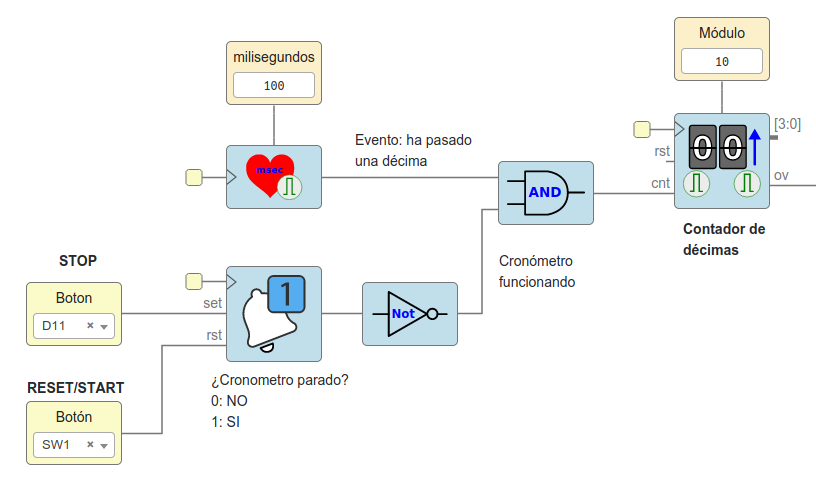 Módulo
10
milisegundos
100
msec
Evento: ha pasado
una décima
AND
00
[3:0]
rst
cnt
ov
Contador de
décimas
Cronómetro
funcionando
STOP
Boton
D11
set
rst
1
Not
¿Cronometro parado?
0: NO
1: SI
RESET/START
Botón
SW1